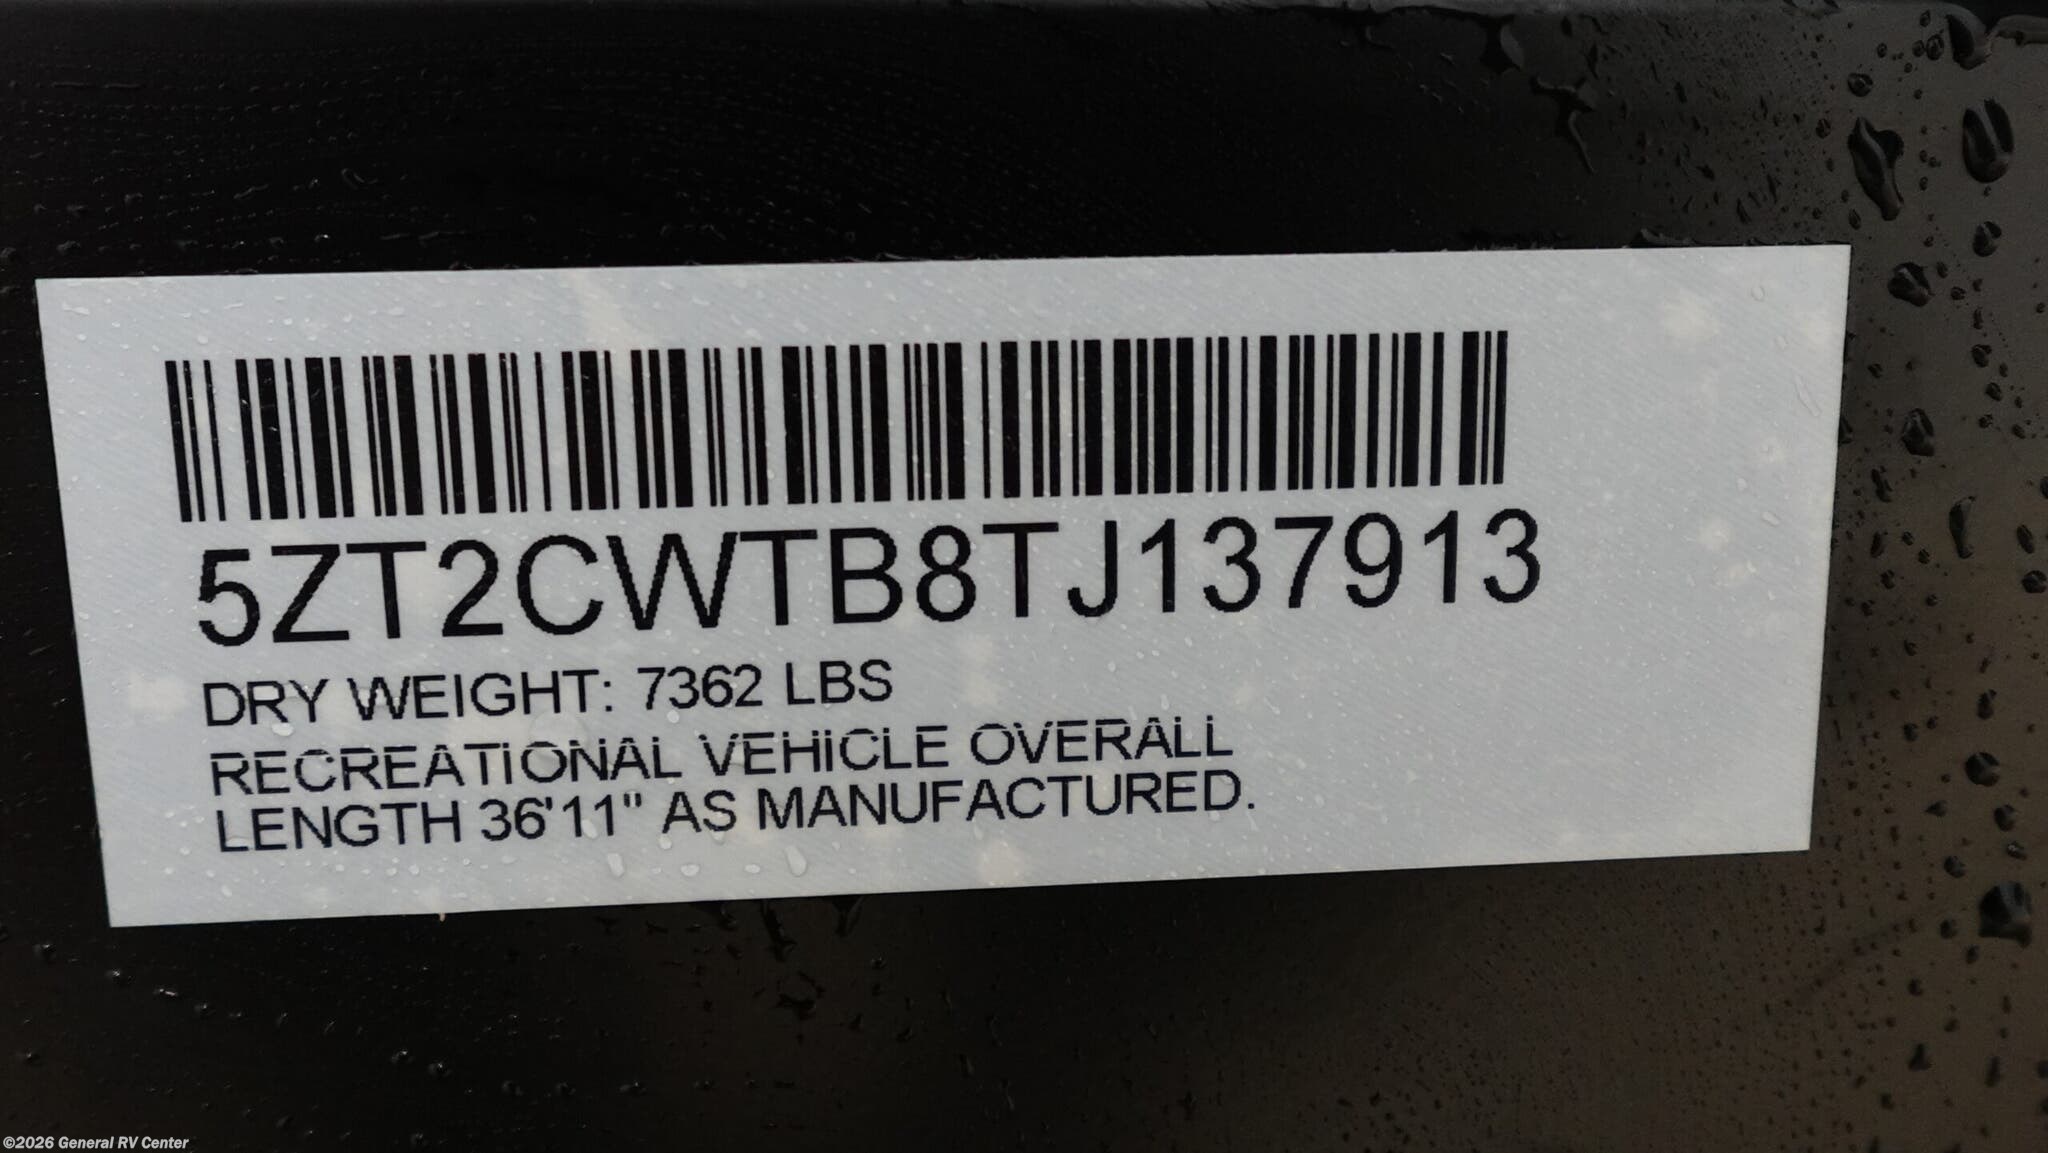 5ZT2CWTB8TJ137913
DRY WEIGHT: 7362 LBS
RECREATIONAL VEHICLE OVERALL
LENGTH 36'11" AS MANUFACTURED.
©2026 General RV Center